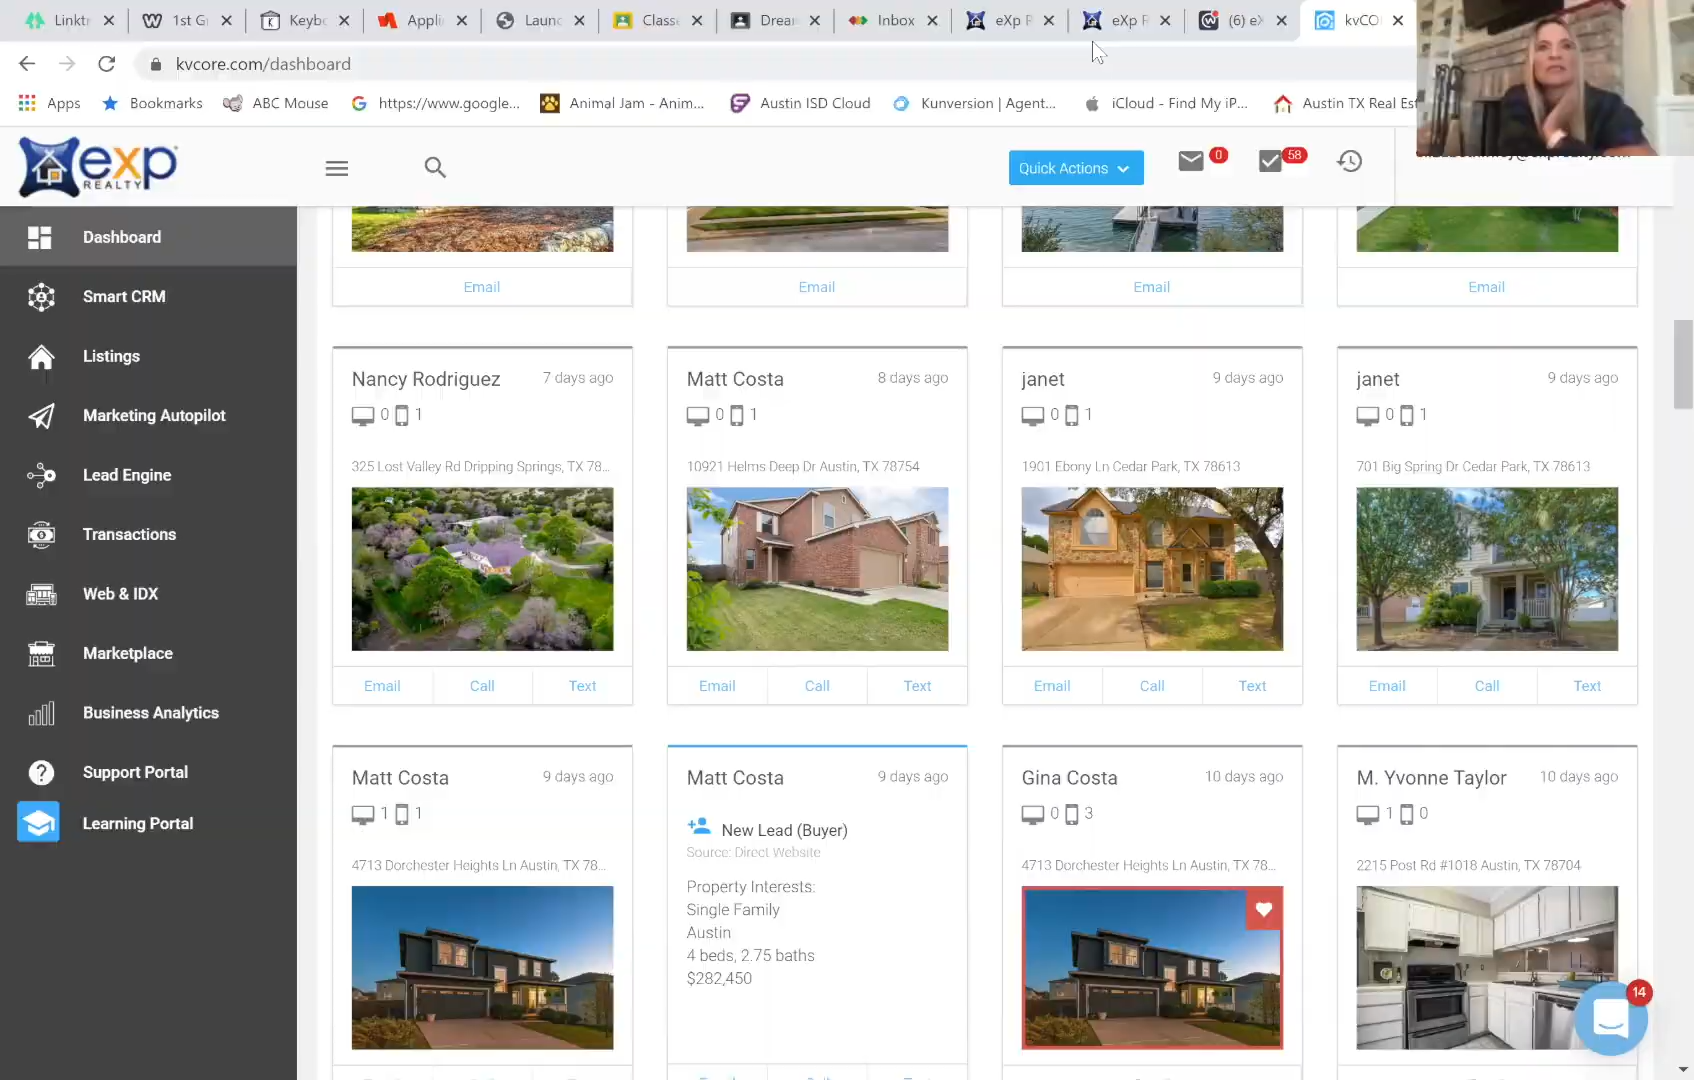 Linktr
1st Gr
Keybo
Appli
Laun
Classe
Drea
Inbox
eXp R
eXp R
(6) eX
kvCO
kvcore.com/dashboard
Apps
Bookmarks
ABC Mouse
https://www.google...
Animal Jam - Anim...
Austin ISD Cloud
Kunversion | Agent...
iCloud - Find My iP...
Austin TX Real Est
exp
REALTY
Quick Actions
0
58
Dashboard
Smart CRM
Listings
Marketing Autopilot
Lead Engine
Transactions
Web & IDX
Marketplace
Business Analytics
Support Portal
Learning Portal
Email
Email
Email
Email
Nancy Rodriguez 7 days ago
0 1
325 Lost Valley Rd Dripping Springs, TX 78...
Email Call Text
Matt Costa 8 days ago
0 1
10921 Helms Deep Dr Austin, TX 78754
Email Call Text
janet 9 days ago
0 1
1901 Ebony Ln Cedar Park, TX 78613
Email Call Text
janet 9 days ago
0 1
701 Big Spring Dr Cedar Park, TX 78613
Email Call Text
Matt Costa 9 days ago
1 1
4713 Dorchester Heights Ln Austin, TX 78...
Matt Costa 9 days ago
New Lead (Buyer)
Source: Direct Website
Property Interests:
Single Family
Austin
4 beds, 2.75 baths
$282,450
Gina Costa 10 days ago
0 3
4713 Dorchester Heights Ln Austin, TX 78...
M. Yvonne Taylor 10 days ago
1 0
2215 Post Rd #1018 Austin, TX 78704
14